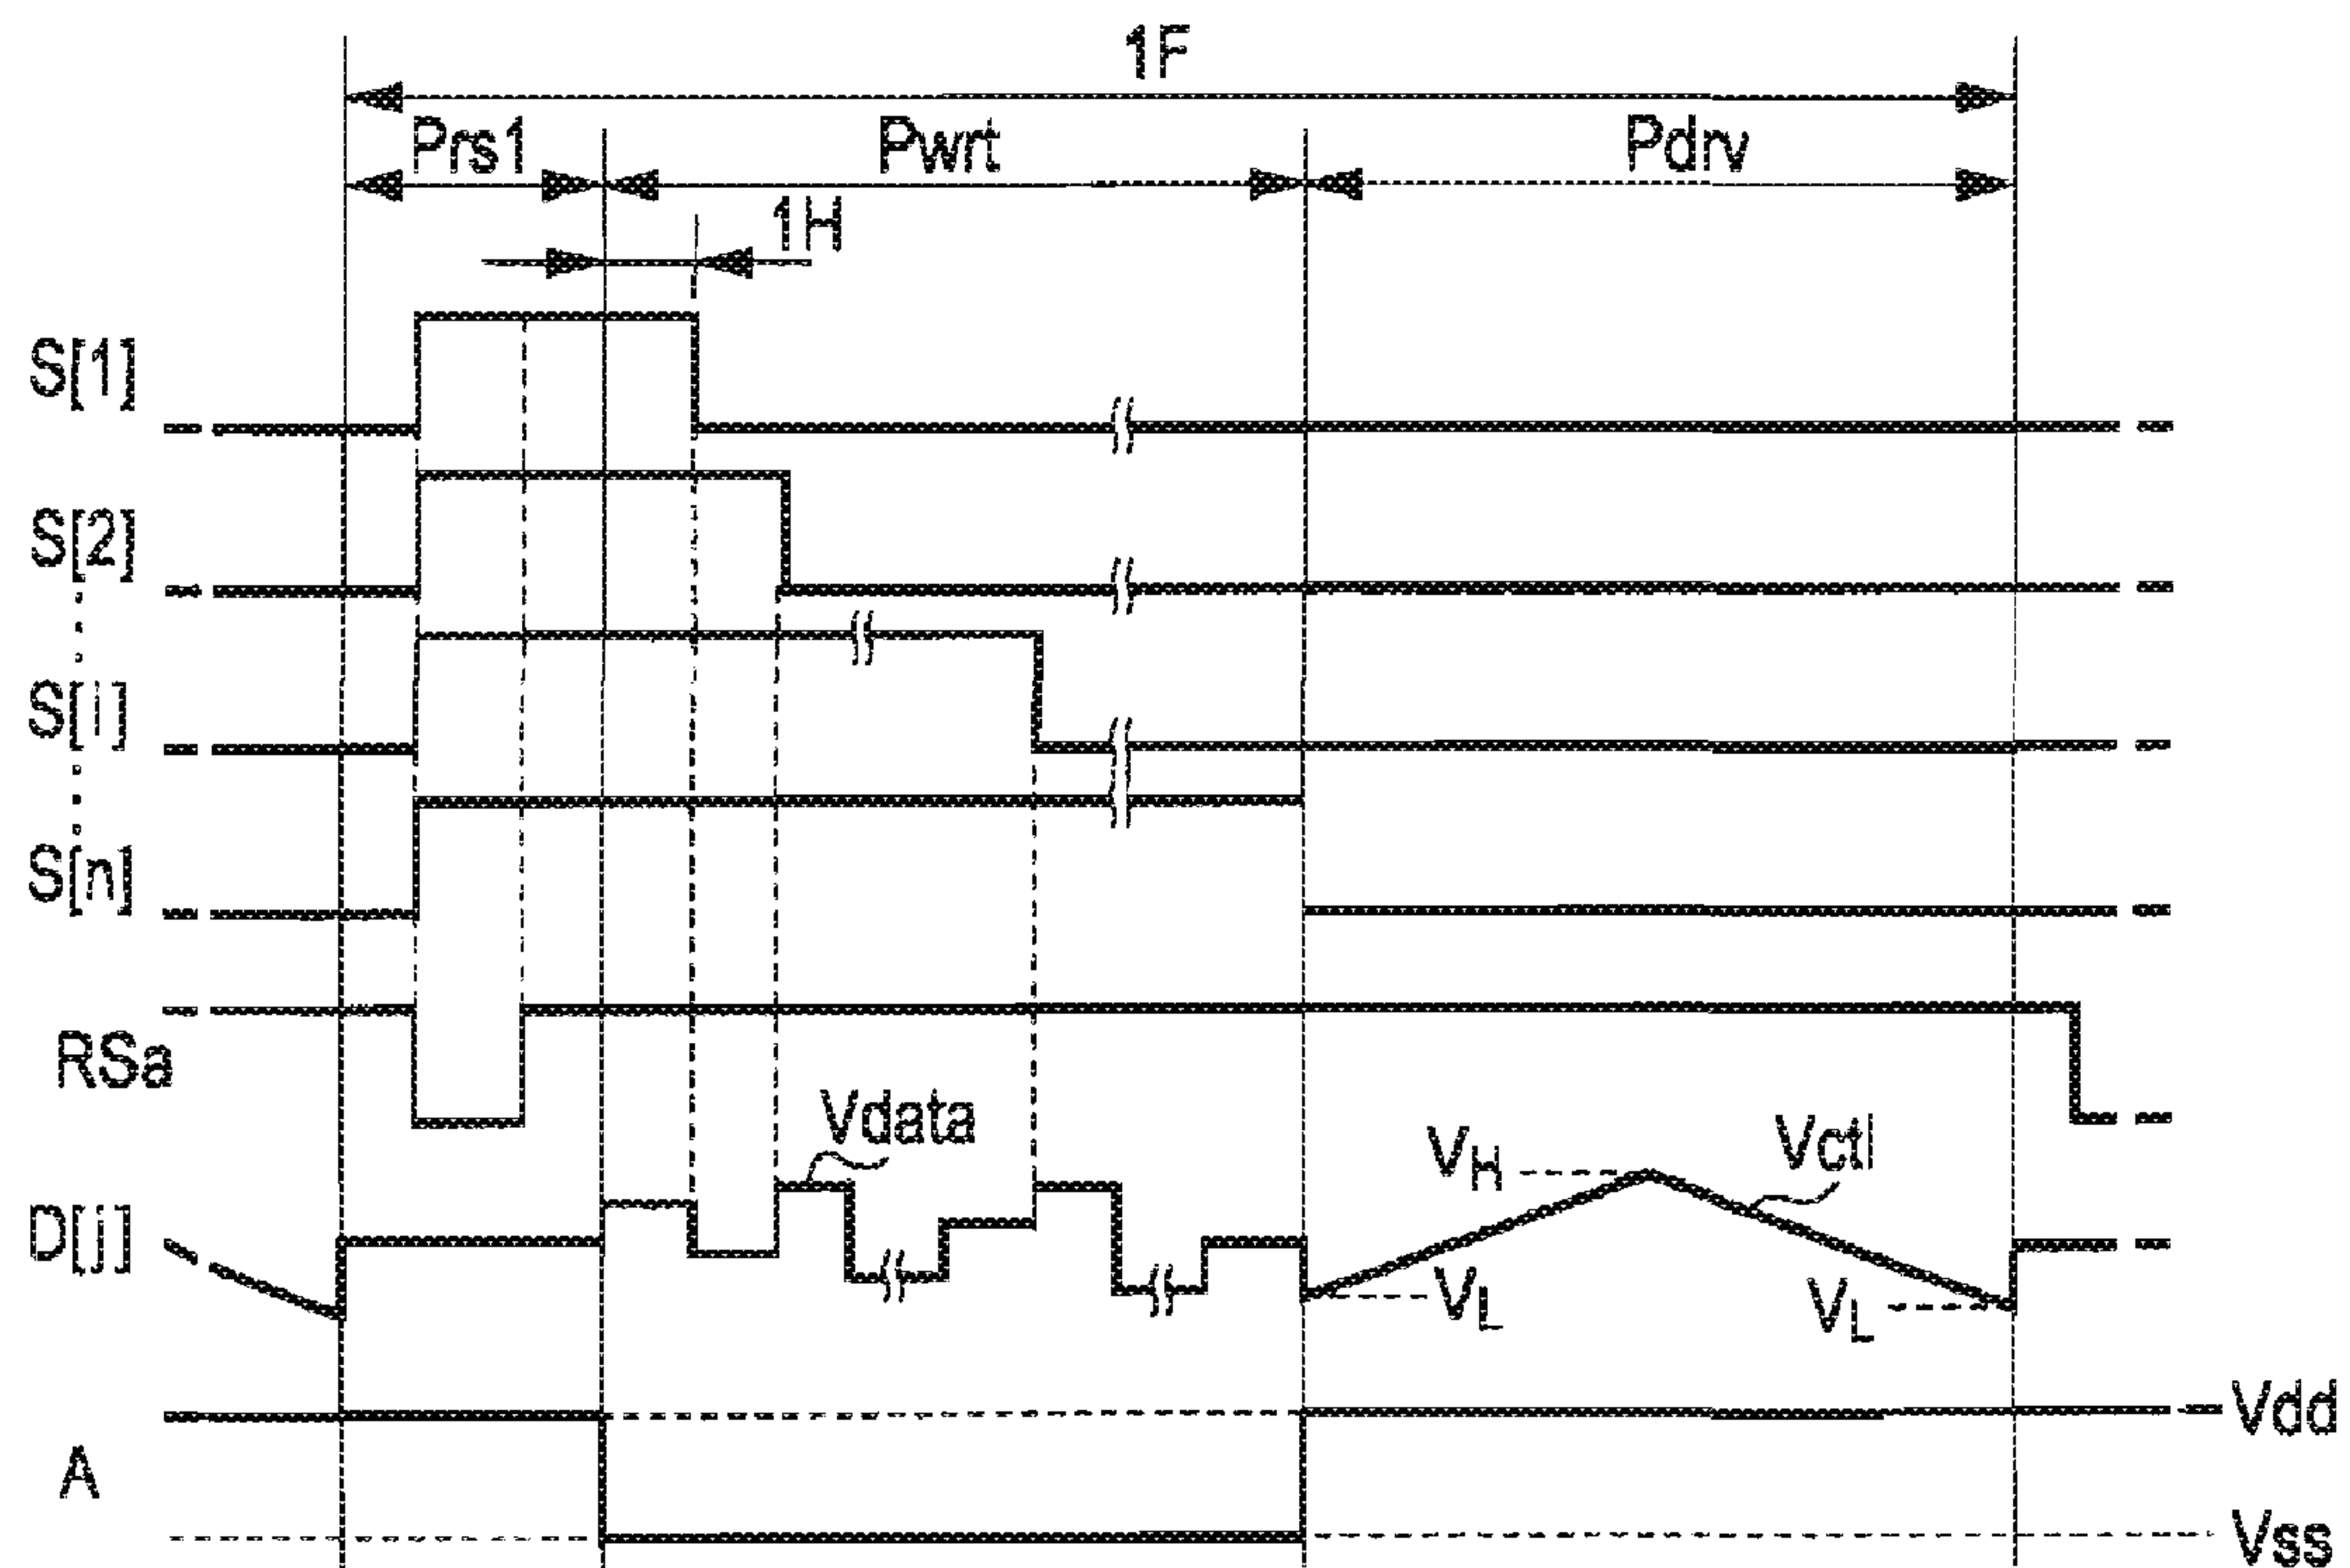 1F
Prs1 Pwrt Pdrv
1H
S[1]
S[2]
S[i]
S[n]
RSa
Vdata
VH Vctl
D[j]
VL VL
Vdd
A
Vss